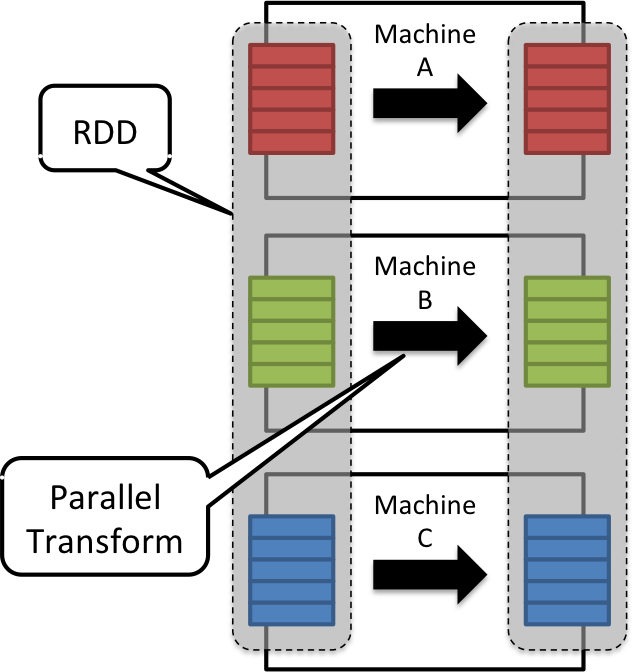 Machine
A
RDD
Machine
B
Parallel
Transform
Machine
C